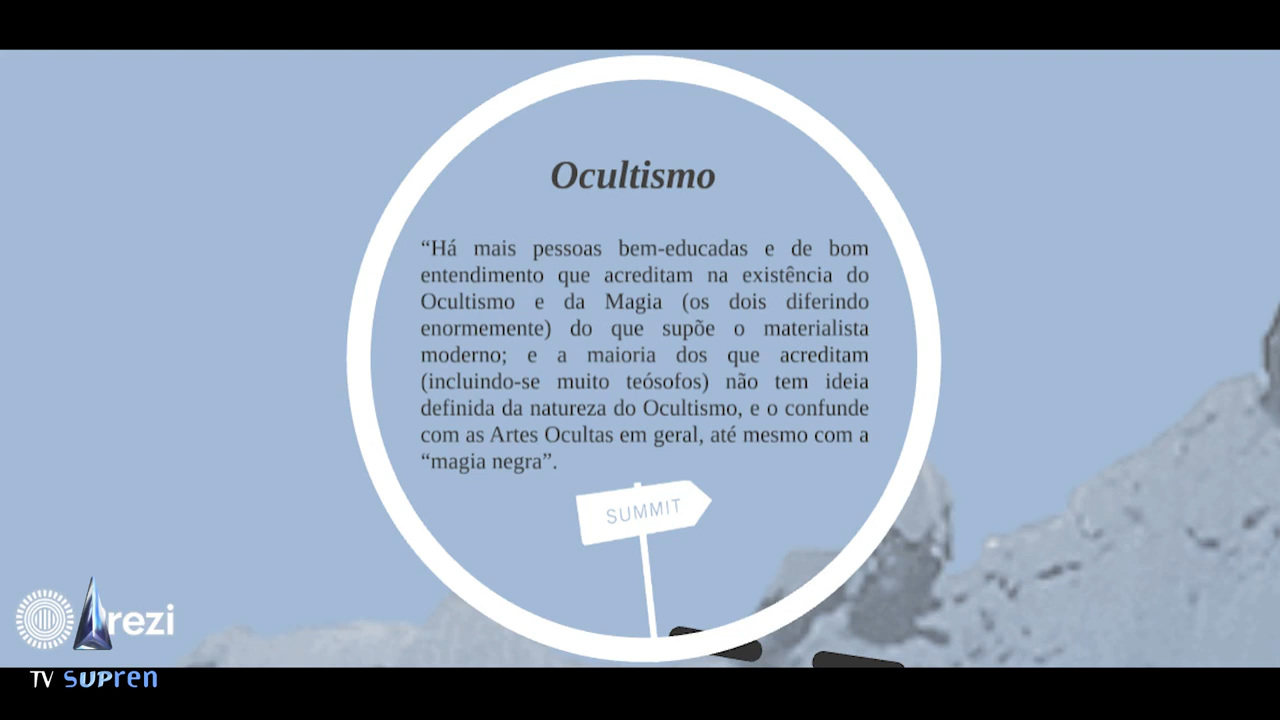 Ocultismo
“Há mais pessoas bem-educadas e de bom
entendimento que acreditam na existência do
Ocultismo e da Magia (os dois diferindo
enormemente) do que supõe o materialista
moderno; e a maioria dos que acreditam
(incluindo-se muito teósofos) não tem ideia
definida da natureza do Ocultismo, e o confunde
com as Artes Ocultas em geral, até mesmo com a
“magia negra”.
SUMMIT
rezi
TV Supren